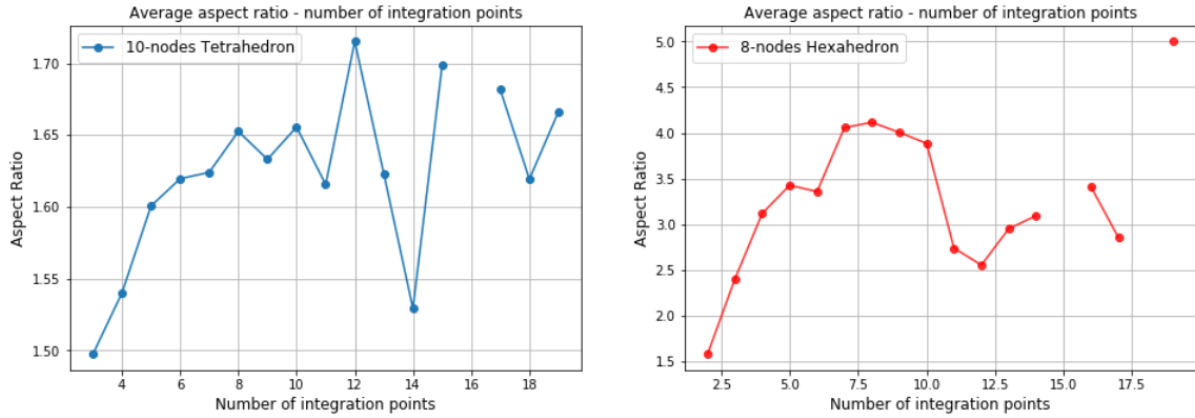 Average aspect ratio - number of integration points
10-nodes Tetrahedron
1.70
1.65
1.60
1.55
1.50
Aspect Ratio
4 6 8 10 12 14 16 18
Number of integration points
Average aspect ratio - number of integration points
8-nodes Hexahedron
5.0
4.5
4.0
3.5
3.0
2.5
2.0
1.5
Aspect Ratio
2.5 5.0 7.5 10.0 12.5 15.0 17.5
Number of integration points